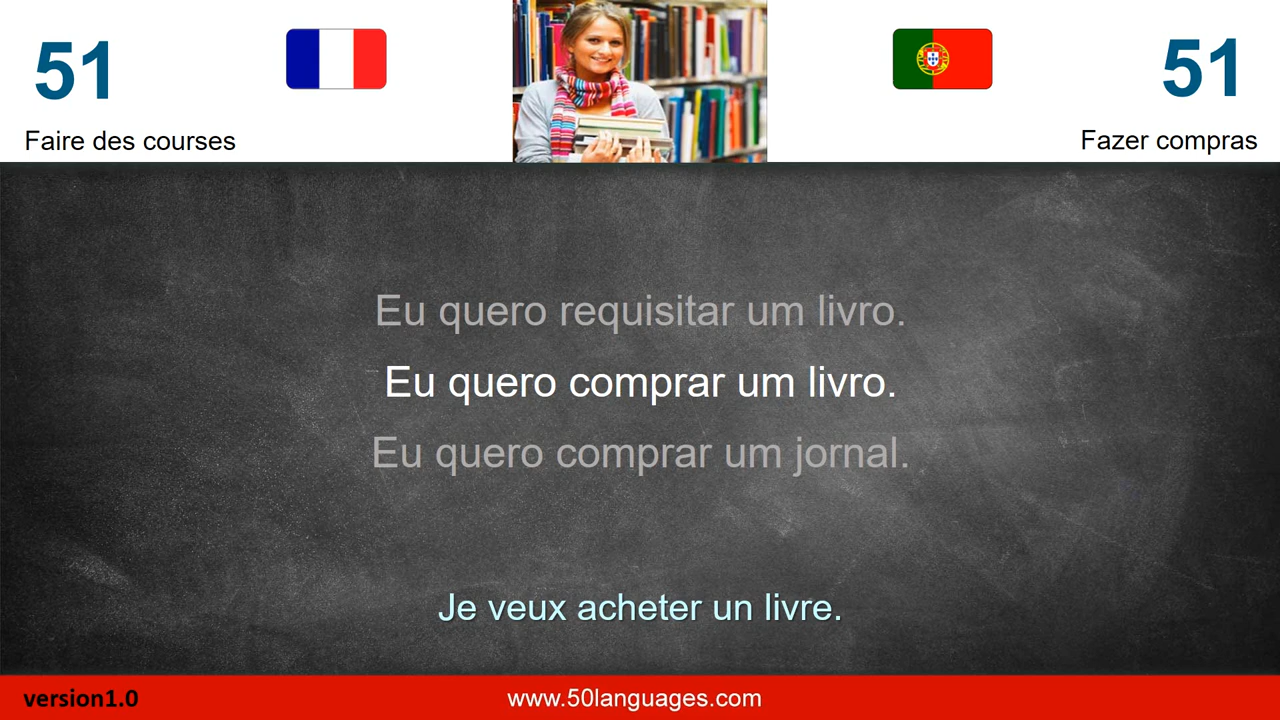 51
51
Faire des courses
Fazer compras
Eu quero requisitar um livro.
Eu quero comprar um livro.
Eu quero comprar um jornal.
Je veux acheter un livre.
version1.0
www.50languages.com